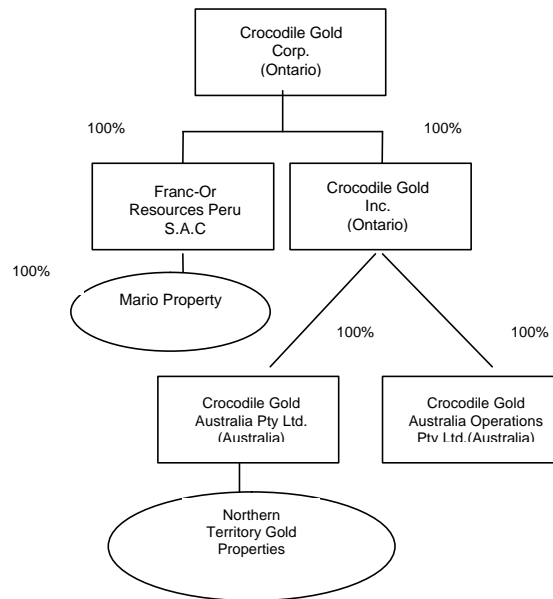 Crocodile Gold
Corp.
(Ontario)
100%
100%
Franc-Or
Resources Peru
S.A.C
Crocodile Gold
Inc.
(Ontario)
100%
Mario Property
100%
100%
Crocodile Gold
Australia Pty Ltd.
(Australia)
Crocodile Gold
Australia Operations
Pty Ltd.(Australia)
Northern
Territory Gold
Properties